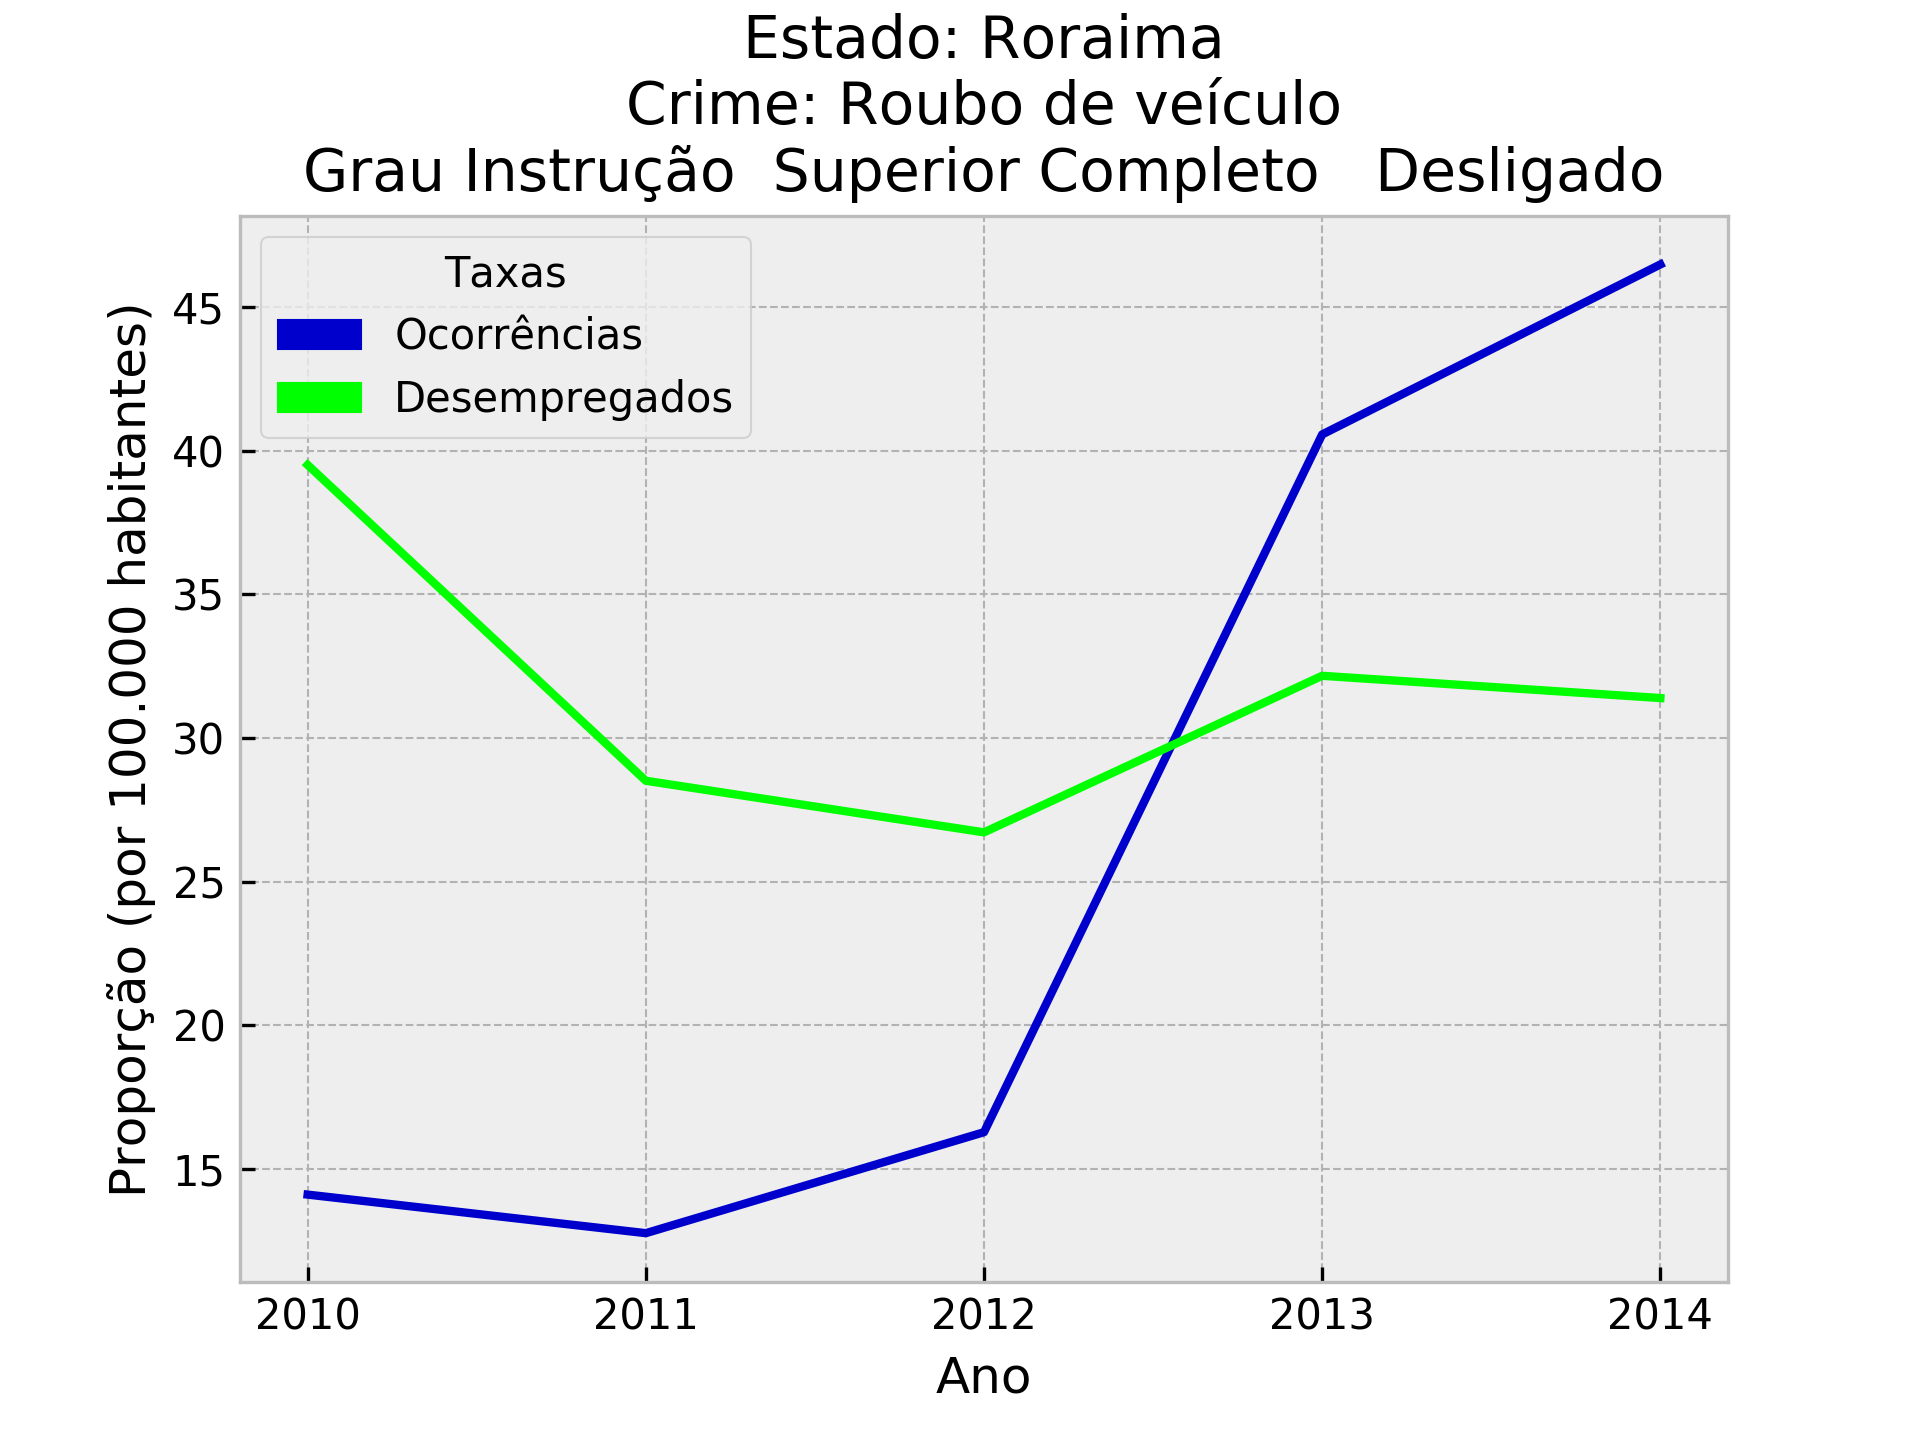 Estado: Roraima
Crime: Roubo de veículo
Grau Instrução  Superior Completo   Desligado
Taxas
Ocorrências
Desempregados
Proporção (por 100.000 habitantes)
45
40
35
30
25
20
15
2010 2011 2012 2013 2014
Ano